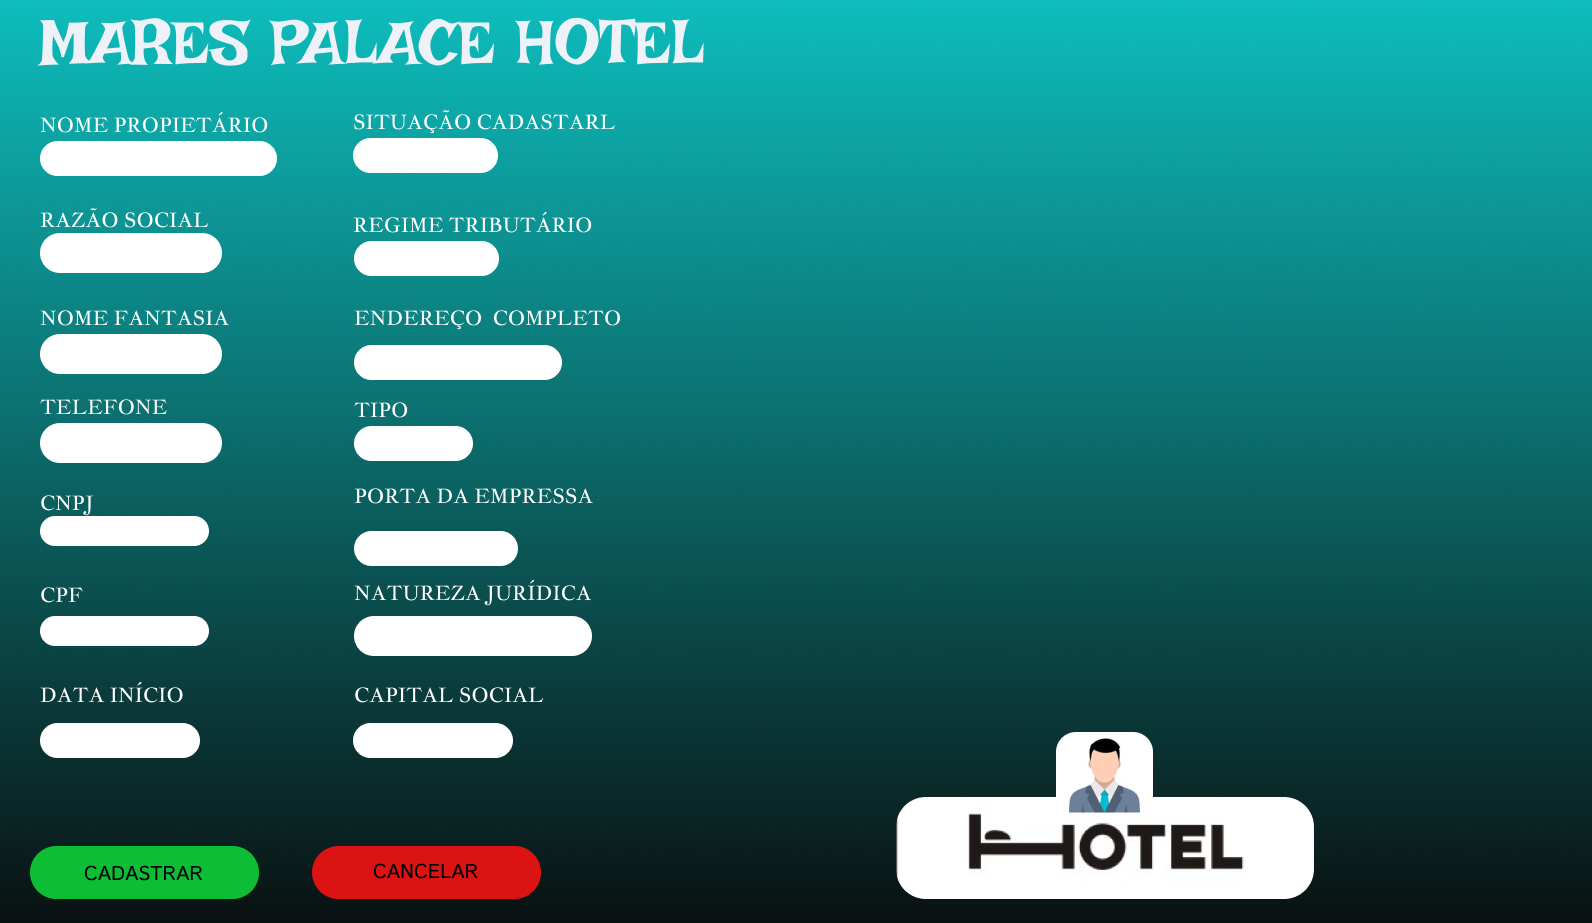 MARES PALACE HOTEL
NOME PROPIETÁRIO
RAZÃO SOCIAL
NOME FANTASIA
TELEFONE
CNPJ
CPF
DATA INÍCIO
SITUAÇÃO CADASTARL
REGIME TRIBUTÁRIO
ENDEREÇO COMPLETO
TIPO
PORTA DA EMPRESSA
NATUREZA JURÍDICA
CAPITAL SOCIAL
CADASTRAR
CANCELAR
HOTEL